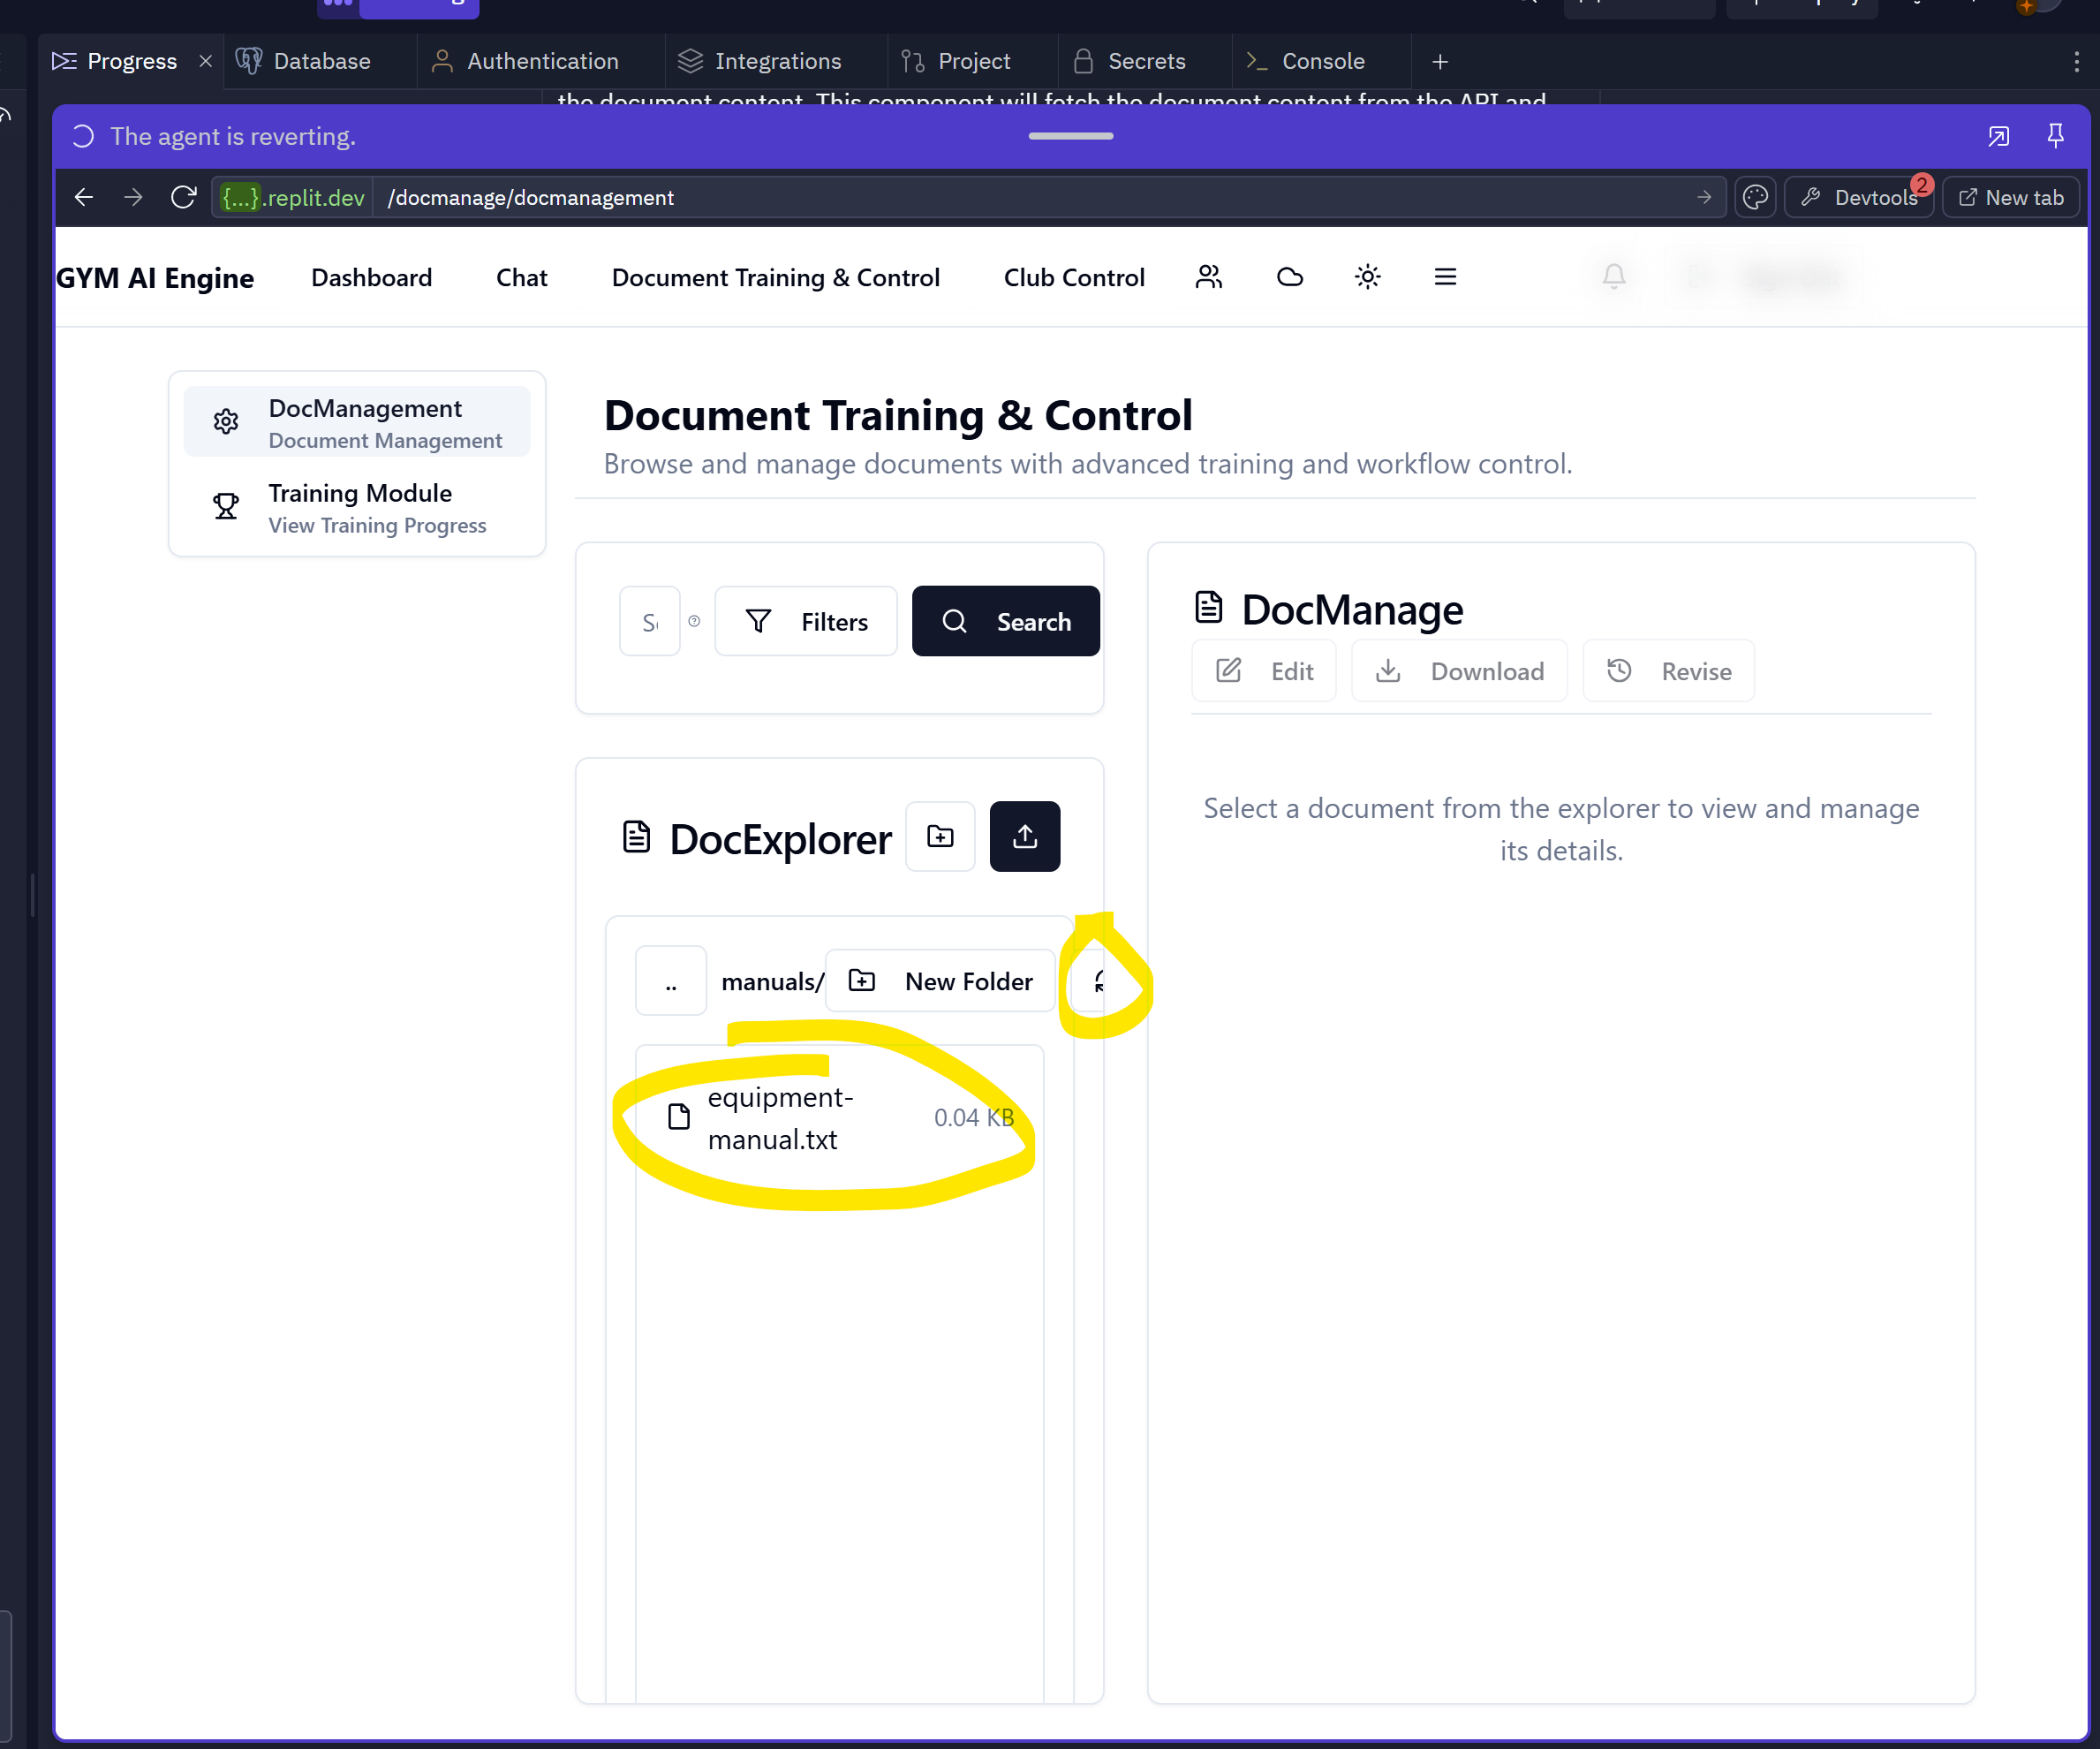 Progress
Database
Authentication
Integrations
Project
Secrets
Console
the document content. This component will fetch the document content from the API and
The agent is reverting.
{...}.replit.dev
/docmanage/docmanagement
Devtools
2
New tab
GYM AI Engine
Dashboard
Chat
Document Training & Control
Club Control
DocManagement
Document Management
Training Module
View Training Progress
Document Training & Control
Browse and manage documents with advanced training and workflow control.
Filters
Search
DocExplorer
..
manuals/
New Folder
equipment-
manual.txt
0.04 KB
DocManage
Edit
Download
Revise
Select a document from the explorer to view and manage
its details.